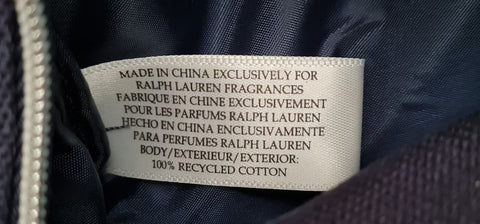 MADE IN CHINA EXCLUSIVELY FOR
RALPH LAUREN FRAGRANCES
FABRIQUE EN CHINE EXCLUSIVEMENT
POUR LES PARFUMS RALPH LAUREN
HECHO EN CHINA EXCLUSIVAMENTE
PARA PERFUMES RALPH LAUREN
BODY/EXTERIEUR/EXTERIOR:
100% RECYCLED COTTON